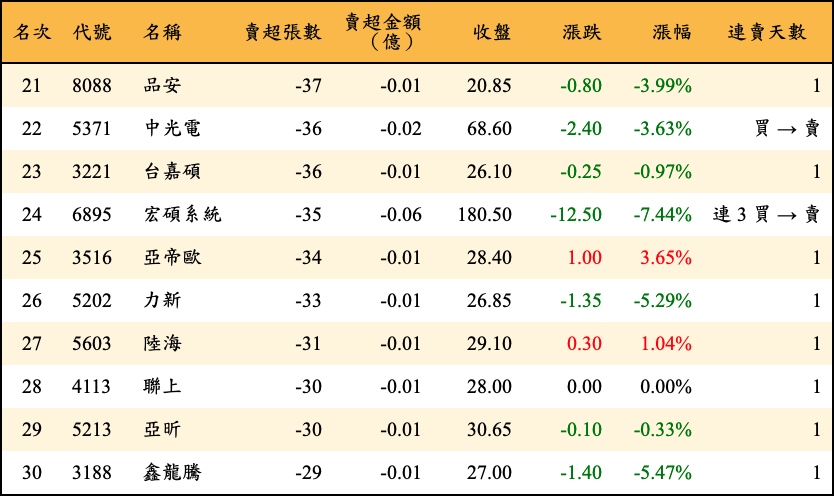 名次 代號 名稱 賣超張數 賣超金額（億） 收盤 漲跌 漲幅 連賣天數
21 8088 品安 -37 -0.01 20.85 -0.80 -3.99% 1
22 5371 中光電 -36 -0.02 68.60 -2.40 -3.63% 買 → 賣
23 3221 台嘉碩 -36 -0.01 26.10 -0.25 -0.97% 1
24 6895 宏碩系統 -35 -0.06 180.50 -12.50 -7.44% 連 3 買 → 賣
25 3516 亞帝歐 -34 -0.01 28.40 1.00 3.65% 1
26 5202 力新 -33 -0.01 26.85 -1.35 -5.29% 1
27 5603 陸海 -31 -0.01 29.10 0.30 1.04% 1
28 4113 聯上 -30 -0.01 28.00 0.00 0.00% 1
29 5213 亞昕 -30 -0.01 30.65 -0.10 -0.33% 1
30 3188 鑫龍騰 -29 -0.01 27.00 -1.40 -5.47% 1